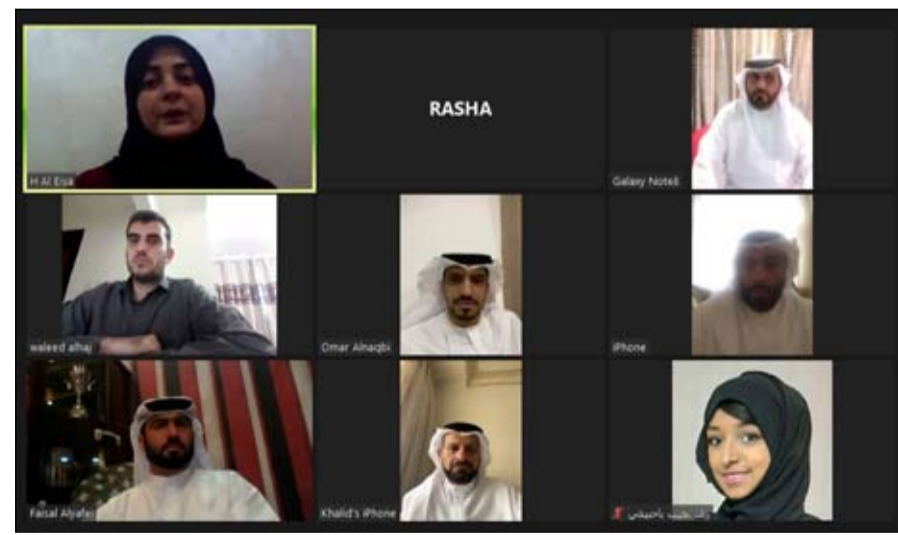 H Al Eisa
RASHA
Galaxy Note8
waleed alhaj
Omar Alnaqbi
iPhone
Faisal Alyafei
Khalid's iPhone